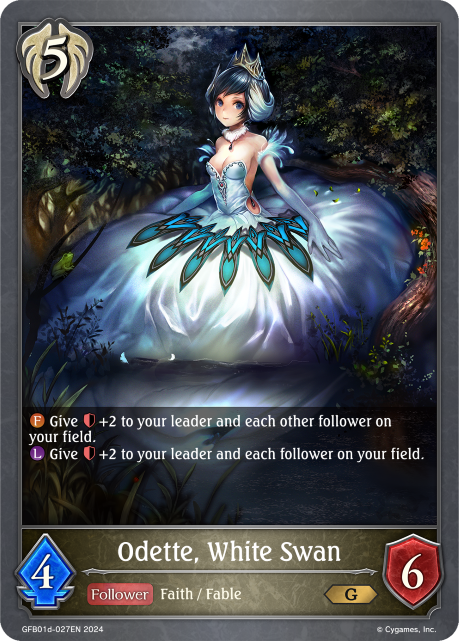 5
F Give +2 to your leader and each other follower on
your field.
L Give +2 to your leader and each follower on your field.
Odette, White Swan
4
Follower Faith / Fable
G
6
GFB01d-027EN 2024
© Cygames, Inc.